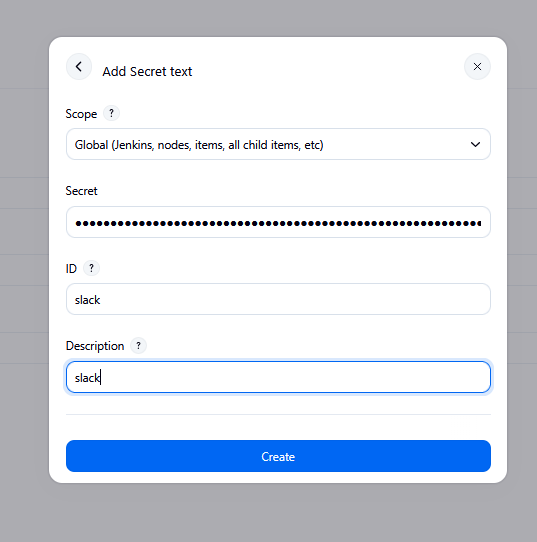 Add Secret text
Scope ?
Global (Jenkins, nodes, items, all child items, etc)
Secret
ID ?
slack
Description ?
slack
Create